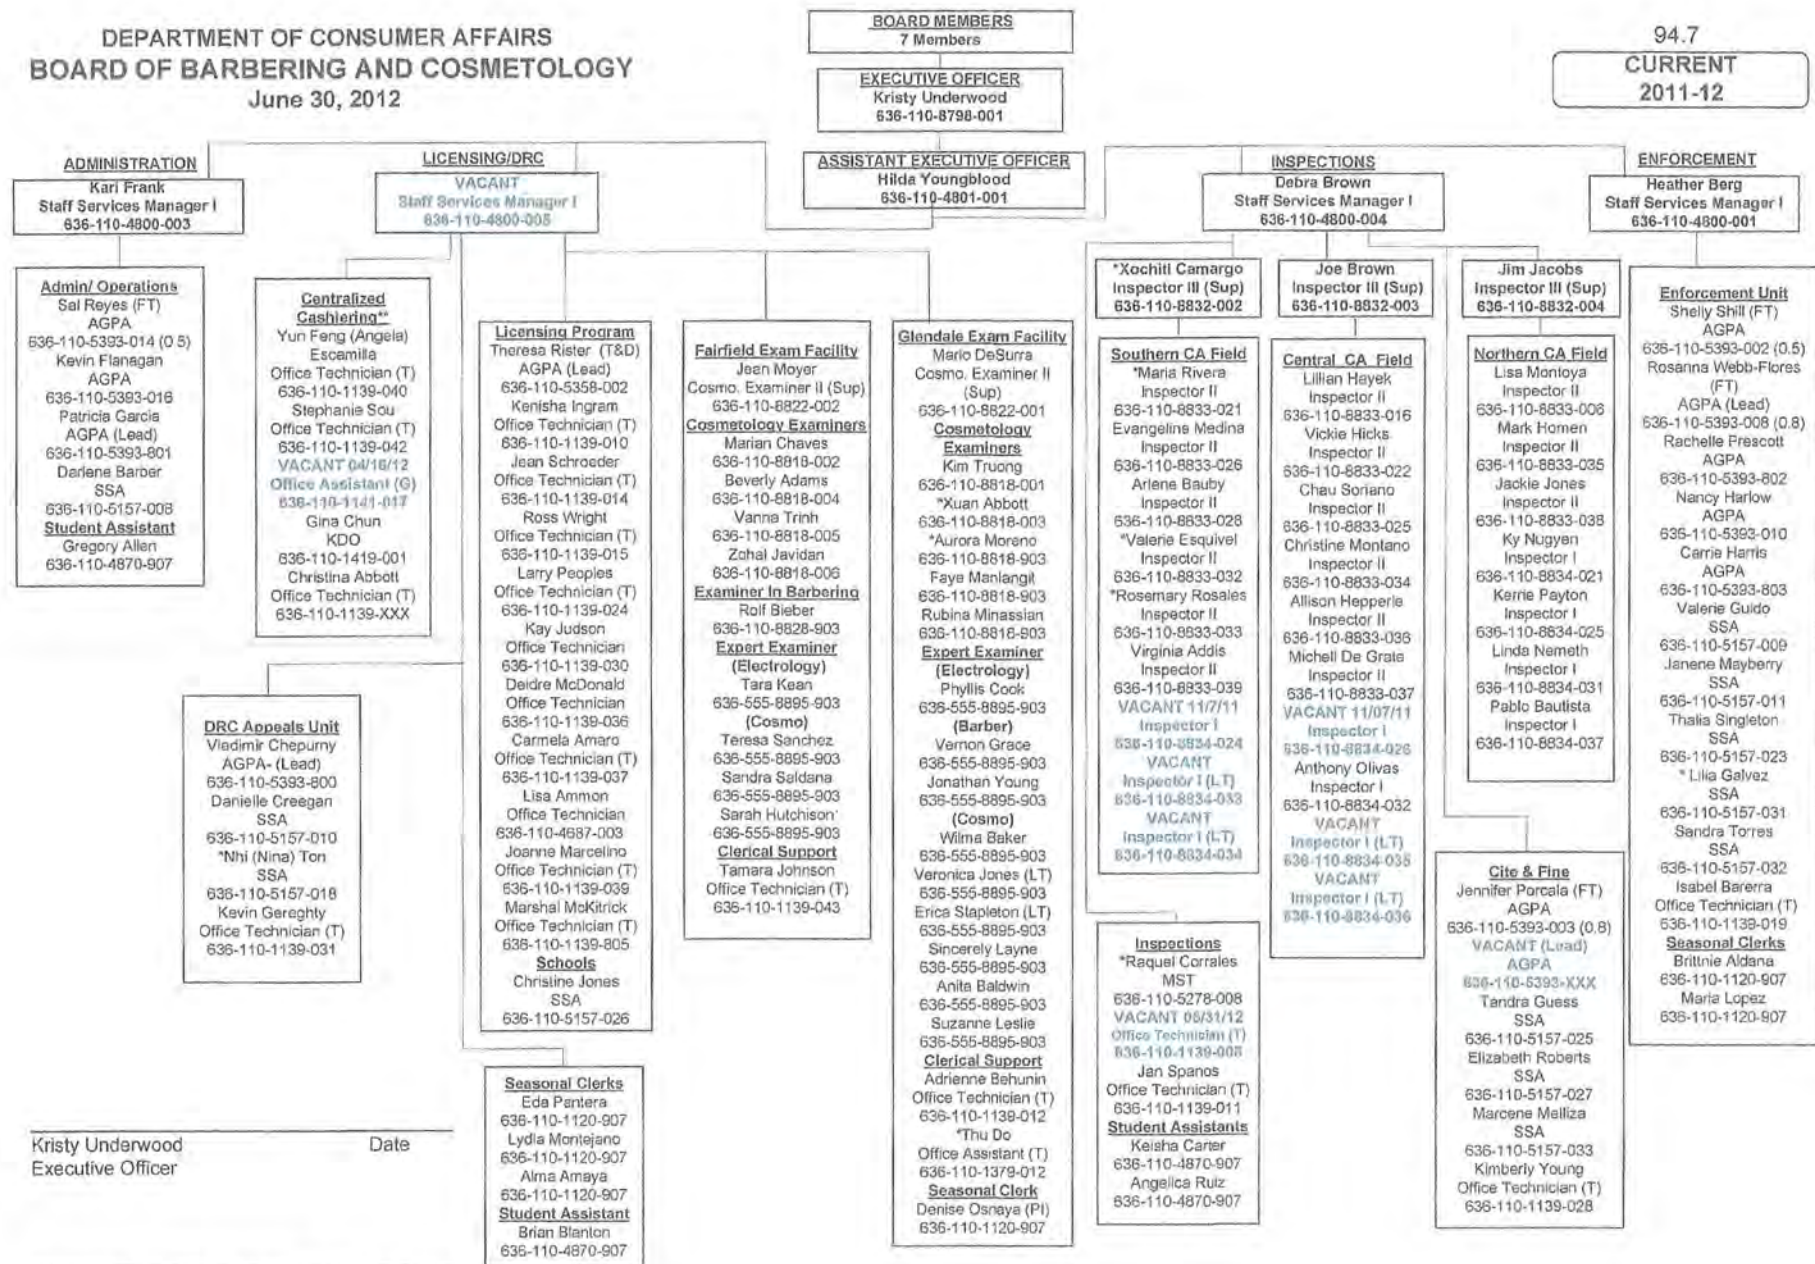 DEPARTMENT OF CONSUMER AFFAIRS
BOARD OF BARBERING AND COSMETOLOGY
June 30, 2012
BOARD MEMBERS
7 Members
EXECUTIVE OFFICER
Kristy Underwood
636-110-8798-001
ASSISTANT EXECUTIVE OFFICER
Hilda Youngblood
636-110-4801-001
94.7
CURRENT
2011-12
ADMINISTRATION
Kari Frank
Staff Services Manager I
636-110-4800-003
LICENSING/DRC
VACANT
Staff Services Manager I
636-110-4800-005
INSPECTIONS
Debra Brown
Staff Services Manager I
636-110-4800-004
ENFORCEMENT
Heather Berg
Staff Services Manager I
636-110-4800-001
Admin/ Operations
Sal Reyes (FT)
AGPA
636-110-5393-014 (0 5)
Kevin Flanagan
AGPA
636-110-5393-016
Patricia Garcia
AGPA (Lead)
636-110-5393-801
Darlene Barber
SSA
636-110-5157-008
Student Assistant
Gregory Allen
636-110-4870-907
Centralized
Cashiering**
Yun Feng (Angela)
Escamilla
Office Technician (T)
636-110-1139-040
Stephanie Sou
Office Technician (T)
636-110-1139-042
VACANT 04/16/12
Office Assistant (G)
636-110-1141-017
Gina Chun
KDO
636-110-1419-001
Christina Abbott
Office Technician (T)
636-110-1139-XXX
DRC Appeals Unit
Vladimir Chepurny
AGPA- (Lead)
636-110-5393-800
Danielle Creegan
SSA
636-110-5157-010
*Nhi (Nina) Ton
SSA
636-110-5157-018
Kevin Gereghty
Office Technician (T)
636-110-1139-031
Licensing Program
Theresa Rister (T&D)
AGPA (Lead)
636-110-5358-002
Kenisha Ingram
Office Technician (T)
636-110-1139-010
Jean Schroeder
Office Technician (T)
636-110-1139-014
Ross Wright
Office Technician (T)
636-110-1139-015
Larry Peoples
Office Technician (T)
636-110-1139-024
Kay Judson
Office Technician
636-110-1139-030
Deidre McDonald
Office Technician
636-110-1139-036
Carmela Amaro
Office Technician (T)
636-110-1139-037
Lisa Ammon
Office Technician
636-110-4687-003
Joanne Marcelino
Office Technician (T)
636-110-1139-039
Marshal McKitrick
Office Technician (T)
636-110-1139-805
Schools
Christine Jones
SSA
636-110-5157-026
Seasonal Clerks
Eda Pantera
636-110-1120-907
Lydia Montejano
636-110-1120-907
Alma Amaya
636-110-1120-907
Student Assistant
Brian Blanton
636-110-4870-907
Fairfield Exam Facility
Jean Moyer
Cosmo. Examiner II (Sup)
636-110-8822-002
Cosmetology Examiners
Marian Chaves
636-110-8818-002
Beverly Adams
636-110-8818-004
Vanna Trinh
636-110-8818-005
Zohal Javidan
636-110-8818-006
Examiner In Barbering
Rolf Bieber
636-110-8828-903
Expert Examiner
(Electrology)
Tara Kean
636-555-8895-903
(Cosmo)
Teresa Sanchez
636-555-8895-903
Sandra Saldana
636-555-8895-903
Sarah Hutchison
636-555-8895-903
Clerical Support
Tamara Johnson
Office Technician (T)
636-110-1139-043
Glendale Exam Facility
Mario DeSurra
Cosmo. Examiner II
(Sup)
636-110-8822-001
Cosmetology
Examiners
Kim Truong
636-110-8818-001
*Xuan Abbott
636-110-8818-003
*Aurora Moreno
636-110-8818-903
Faye Manlangit
636-110-8818-903
Rubina Minassian
636-110-8818-903
Expert Examiner
(Electrology)
Phyllis Cook
636-555-8895-903
(Barber)
Vernon Grace
636-555-8895-903
Jonathan Young
636-555-8895-903
(Cosmo)
Wilma Baker
636-555-8895-903
Veronica Jones (LT)
636-555-8895-903
Erica Stapleton (LT)
636-555-8895-903
Sincerely Layne
636-555-8895-903
Anita Baldwin
636-555-8895-903
Suzanne Leslie
636-555-8895-903
Clerical Support
Adrienne Behunin
Office Technician (T)
636-110-1139-012
*Thu Do
Office Assistant (T)
636-110-1379-012
Seasonal Clerk
Denise Osnaya (PI)
636-110-1120-907
*Xochitl Camargo
Inspector III (Sup)
636-110-8832-002
Southern CA Field
*Maria Rivera
Inspector II
636-110-8833-021
Evangeline Medina
Inspector II
636-110-8833-026
Arlene Bauby
Inspector II
636-110-8833-028
*Valerie Esquivel
Inspector II
636-110-8833-032
*Rosemary Rosales
Inspector II
636-110-8833-033
Virginia Addis
Inspector II
636-110-8833-039
VACANT 11/7/11
Inspector I
636-110-8834-024
VACANT
Inspector I (LT)
636-110-8834-033
VACANT
Inspector I (LT)
636-110-8834-034
Inspections
*Raquel Corrales
MST
636-110-5278-008
VACANT 05/31/12
Office Technician (T)
636-110-1139-008
Jan Spanos
Office Technician (T)
636-110-1139-011
Student Assistants
Keisha Carter
636-110-4870-907
Angelica Ruiz
636-110-4870-907
Joe Brown
Inspector III (Sup)
636-110-8832-003
Central CA Field
Lillian Hayek
Inspector II
636-110-8833-016
Vickie Hicks
Inspector II
636-110-8833-022
Chau Soriano
Inspector II
636-110-8833-025
Christine Montano
Inspector II
636-110-8833-034
Allison Hepperle
Inspector II
636-110-8833-036
Michell De Grate
Inspector II
636-110-8833-037
VACANT 11/07/11
Inspector I
636-110-8834-026
Anthony Olivas
Inspector I
636-110-8834-032
VACANT
Inspector I (LT)
636-110-8834-035
VACANT
Inspector I (LT)
636-110-8834-036
Jim Jacobs
Inspector III (Sup)
636-110-8832-004
Northern CA Field
Lisa Montoya
Inspector II
636-110-8833-006
Mark Homen
Inspector II
636-110-8833-035
Jackie Jones
Inspector II
636-110-8833-038
Ky Nugyen
Inspector I
636-110-8834-021
Kerrie Payton
Inspector I
636-110-8834-025
Linda Nemeth
Inspector I
636-110-8834-031
Pablo Bautista
Inspector I
636-110-8834-037
Cite & Fine
Jennifer Porcala (FT)
AGPA
636-110-5393-003 (0.8)
VACANT (Lead)
AGPA
636-110-5393-XXX
Tandra Guess
SSA
636-110-5157-025
Elizabeth Roberts
SSA
636-110-5157-027
Marcene Melliza
SSA
636-110-5157-033
Kimberly Young
Office Technician (T)
636-110-1139-028
Enforcement Unit
Shelly Shill (FT)
AGPA
636-110-5393-002 (0.5)
Rosanna Webb-Flores
(FT)
AGPA (Lead)
636-110-5393-008 (0.8)
Rachelle Prescott
AGPA
636-110-5393-802
Nancy Harlow
AGPA
636-110-5393-010
Carrie Harris
AGPA
636-110-5393-803
Valerie Guido
SSA
636-110-5157-009
Janene Mayberry
SSA
636-110-5157-011
Thalia Singleton
SSA
636-110-5157-023
* Lilia Galvez
SSA
636-110-5157-031
Sandra Torres
SSA
636-110-5157-032
Isabel Barerra
Office Technician (T)
636-110-1139-019
Seasonal Clerks
Brittnie Aldana
636-110-1120-907
Maria Lopez
636-110-1120-907
Kristy Underwood Date
Executive Officer